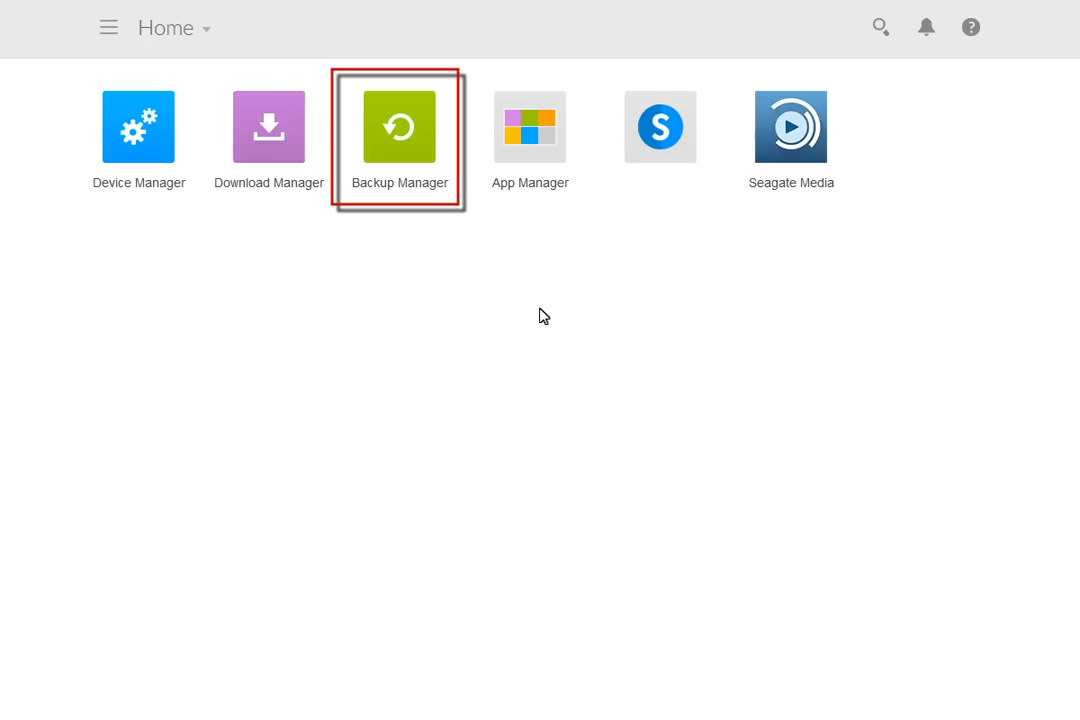 Home
?
Device Manager
Download Manager
Backup Manager
App Manager
S
Seagate Media